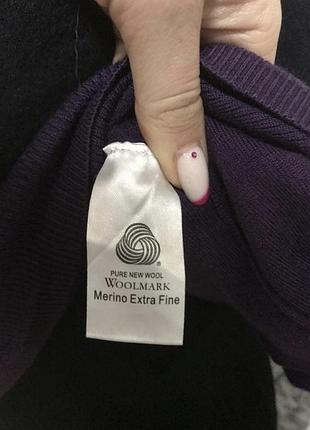 ®
PURE NEW WOOL
WOOLMARK
Merino Extra Fine